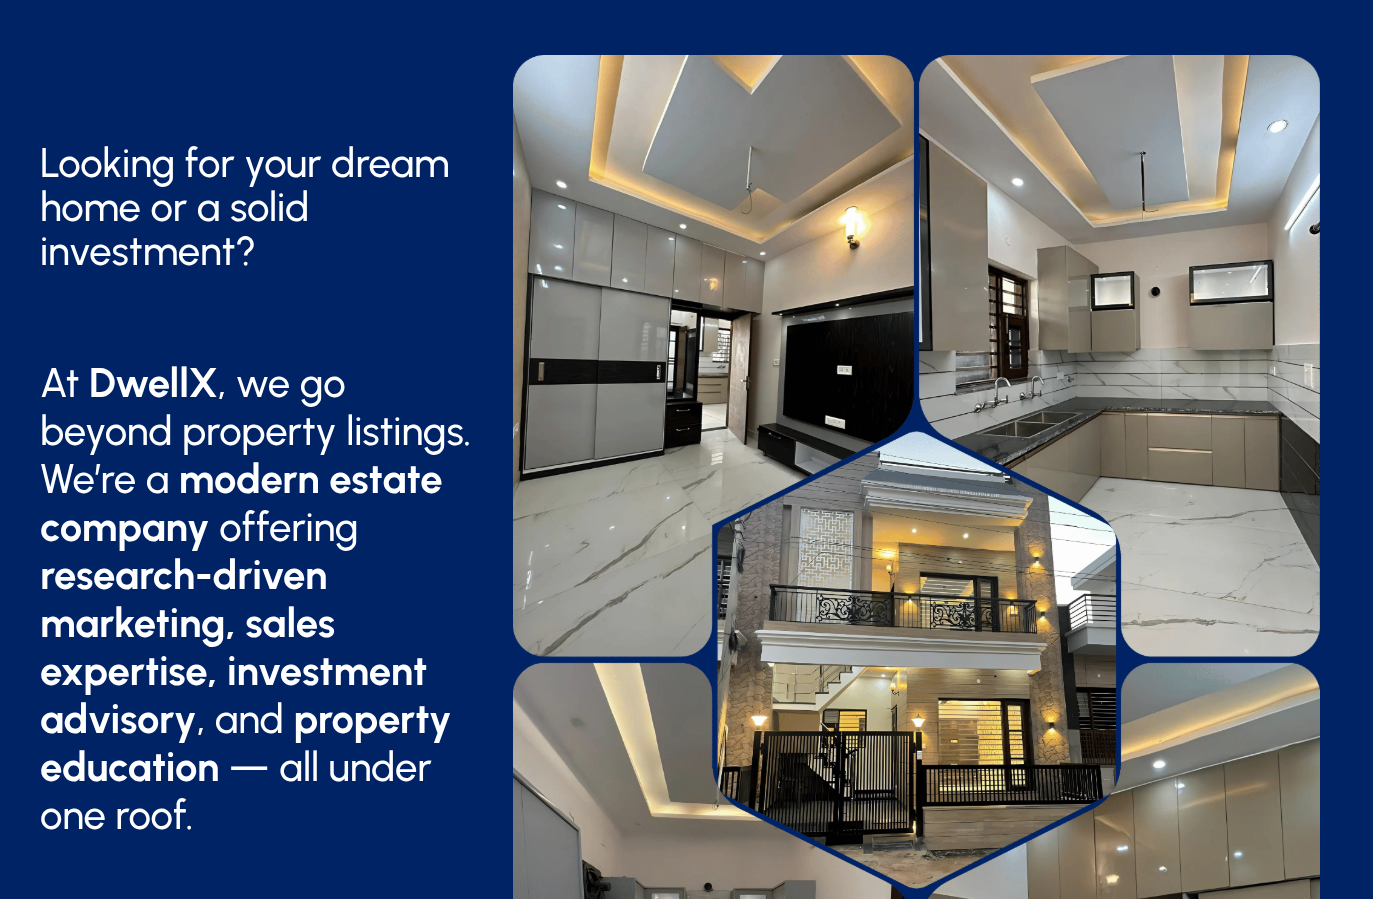 Looking for your dream
home or a solid
investment?
At DwellX, we go
beyond property listings.
We're a modern estate
company offering
research-driven
marketing, sales
expertise, investment
advisory, and property
education — all under
one roof.